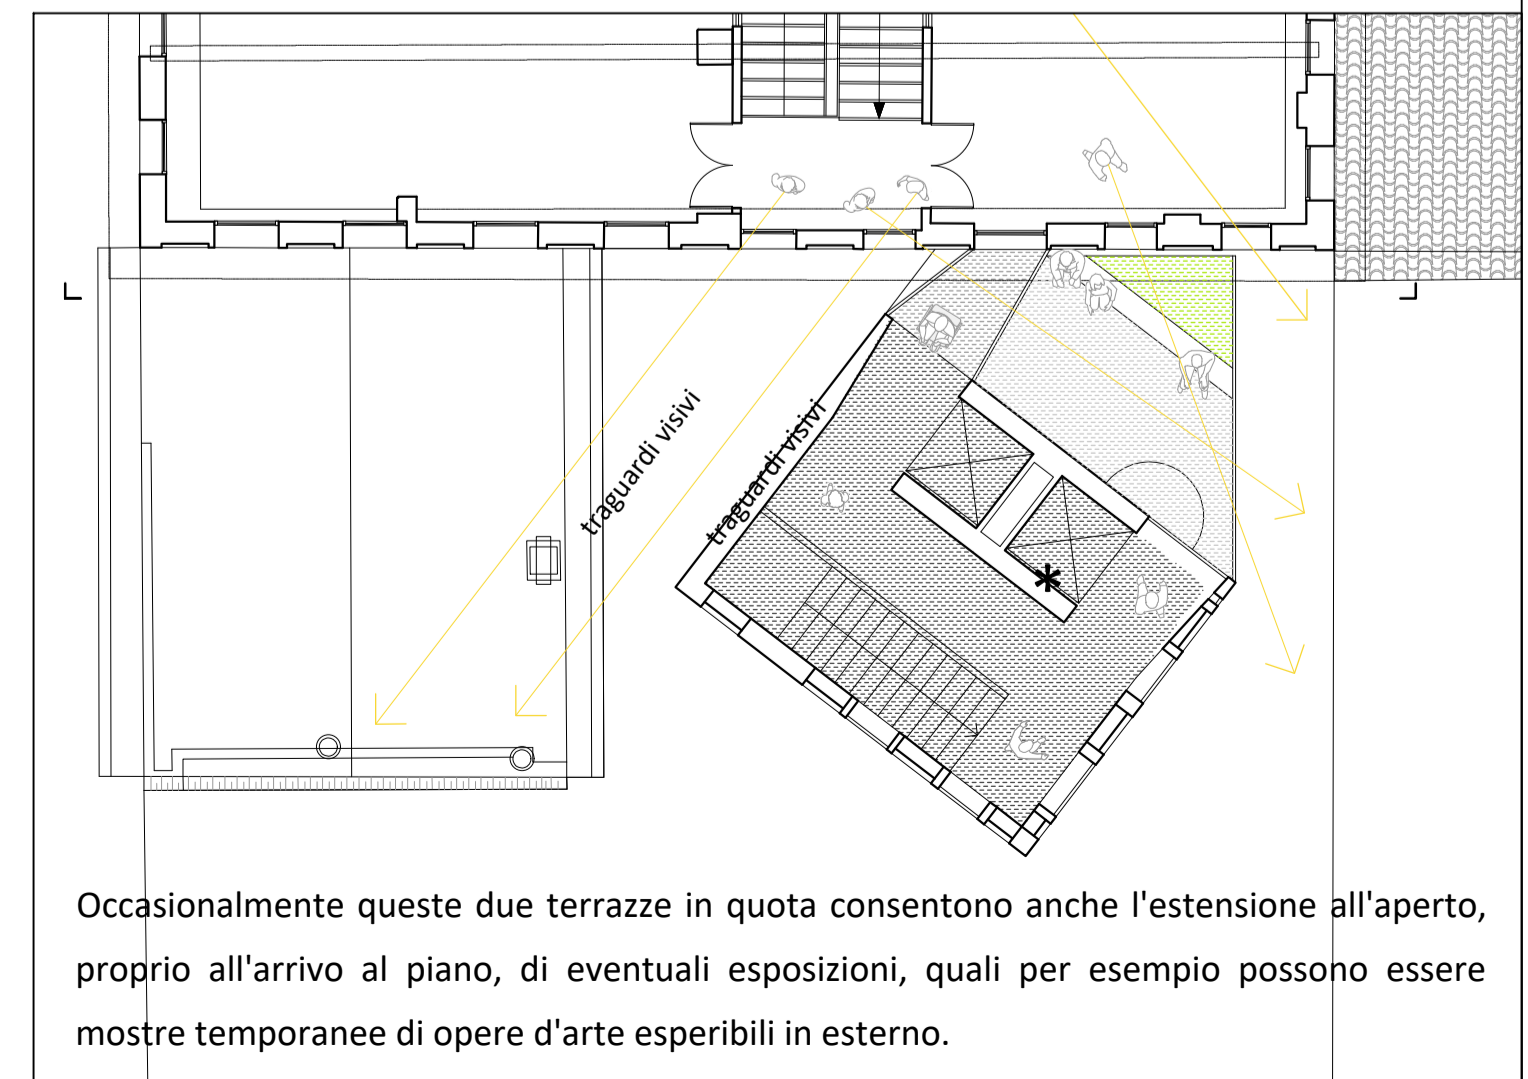 traguardi visivi
traguardi visivi
*
Occasionalmente queste due terrazze in quota consentono anche l'estensione all'aperto,
proprio all'arrivo al piano, di eventuali esposizioni, quali per esempio possono essere
mostre temporanee di opere d'arte esperibili in esterno.